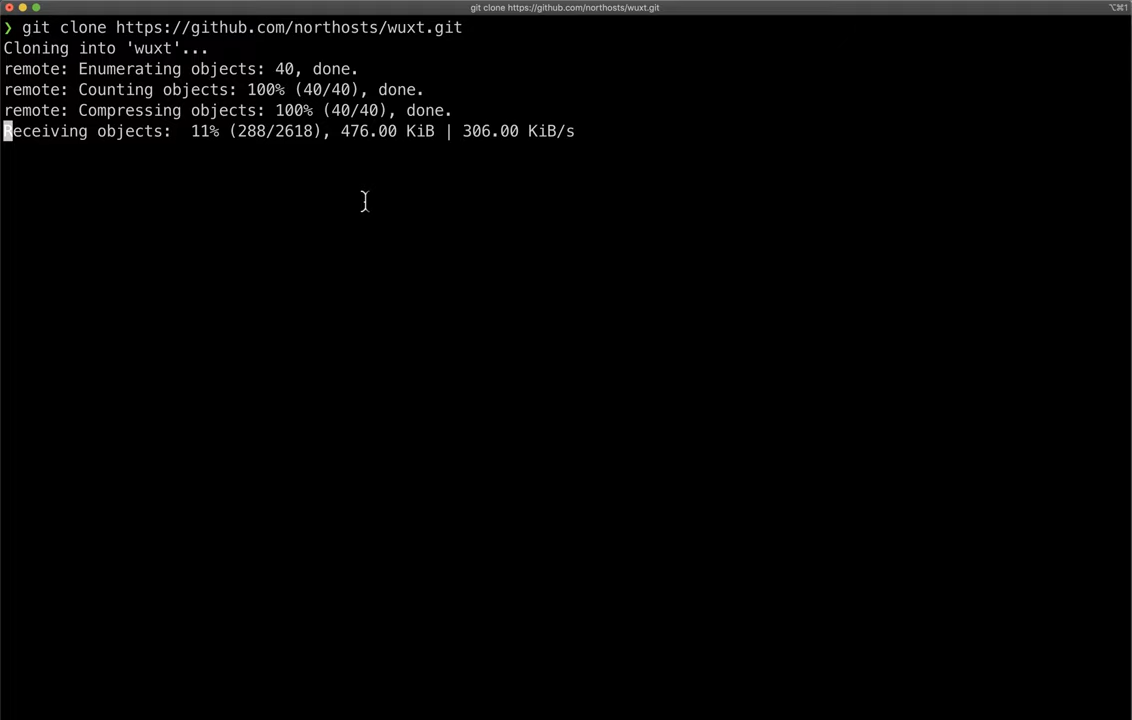 git clone https://github.com/northosts/wuxt.git
⌥⌘1
❯ git clone https://github.com/northosts/wuxt.git
Cloning into 'wuxt'...
remote: Enumerating objects: 40, done.
remote: Counting objects: 100% (40/40), done.
remote: Compressing objects: 100% (40/40), done.
Receiving objects:  11% (288/2618), 476.00 KiB | 306.00 KiB/s